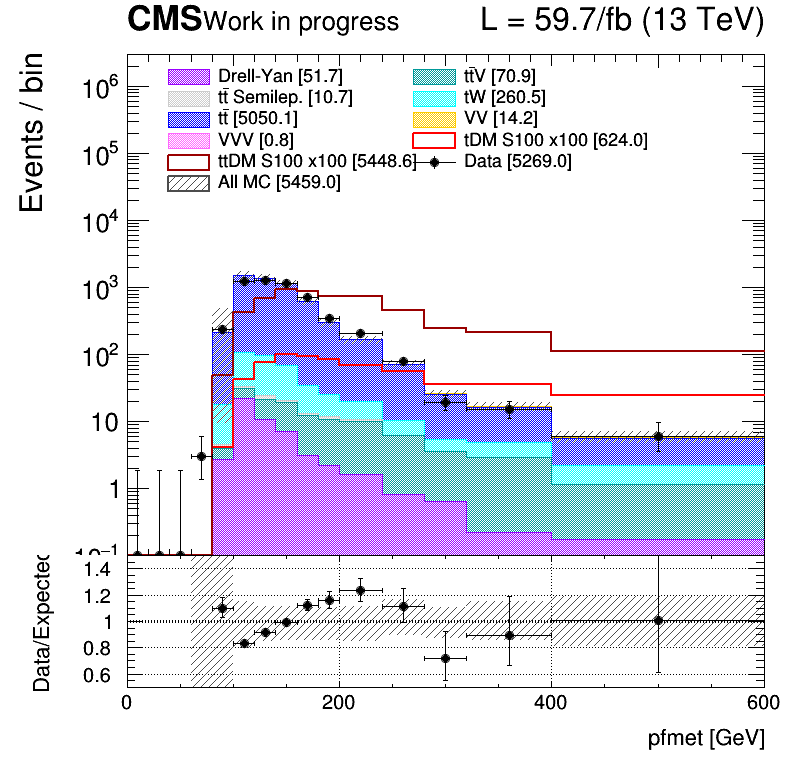 CMS Work in progress L = 59.7/fb (13 TeV)
Events / bin
Drell-Yan [51.7] tt̄V [70.9]
tt̄ Semilep. [10.7] tW [260.5]
tt̄ [5050.1] VV [14.2]
VVV [0.8] tDM S100 x100 [624.0]
ttDM S100 x100 [5448.6] Data [5269.0]
All MC [5459.0]
10⁶
10⁵
10⁴
10³
10²
10
1
10⁻¹
Data/Expected
1.4
1.2
1
0.8
0.6
0 200 400 600
pfmet [GeV]